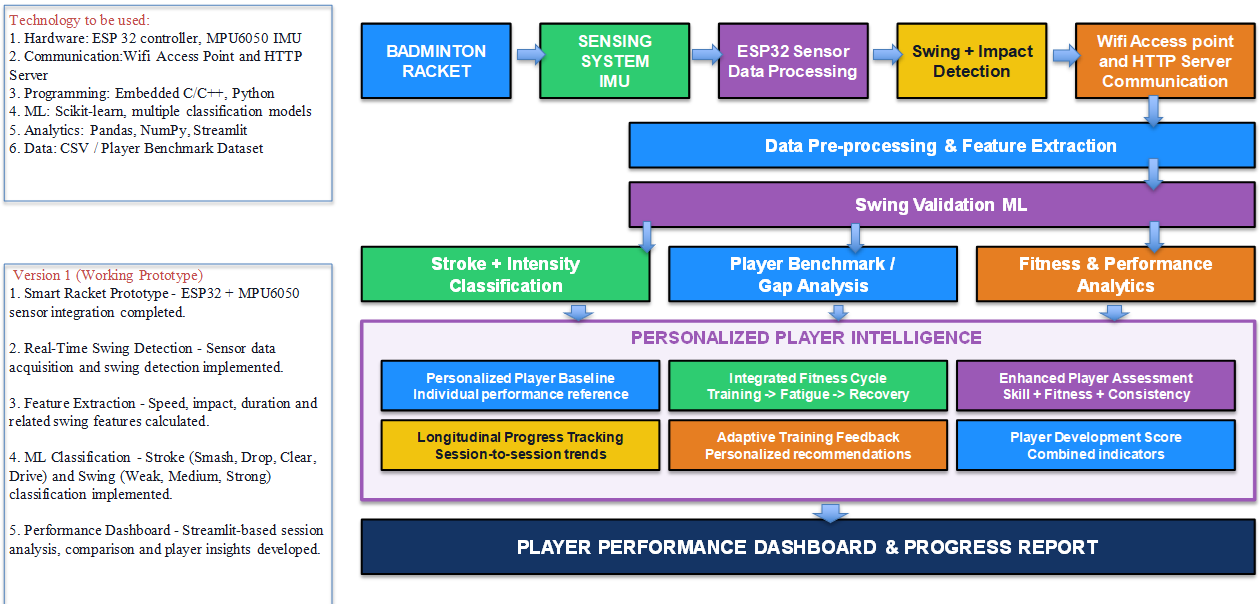 Technology to be used:
1. Hardware: ESP 32 controller, MPU6050 IMU
2. Communication:Wifi Access Point and HTTP
Server
3. Programming: Embedded C/C++, Python
4. ML: Scikit-learn, multiple classification models
5. Analytics: Pandas, NumPy, Streamlit
6. Data: CSV / Player Benchmark Dataset
Version 1 (Working Prototype)
1. Smart Racket Prototype - ESP32 + MPU6050
sensor integration completed.
2. Real-Time Swing Detection - Sensor data
acquisition and swing detection implemented.
3. Feature Extraction - Speed, impact, duration and
related swing features calculated.
4. ML Classification - Stroke (Smash, Drop, Clear,
Drive) and Swing (Weak, Medium, Strong)
classification implemented.
5. Performance Dashboard - Streamlit-based session
analysis, comparison and player insights developed.
BADMINTON
RACKET
SENSING
SYSTEM
IMU
ESP32 Sensor
Data Processing
Swing + Impact
Detection
Wifi Access point
and HTTP Server
Communication
Data Pre-processing & Feature Extraction
Swing Validation ML
Stroke + Intensity
Classification
Player Benchmark /
Gap Analysis
Fitness & Performance
Analytics
PERSONALIZED PLAYER INTELLIGENCE
Personalized Player Baseline
Individual performance reference
Integrated Fitness Cycle
Training -> Fatigue -> Recovery
Enhanced Player Assessment
Skill + Fitness + Consistency
Longitudinal Progress Tracking
Session-to-session trends
Adaptive Training Feedback
Personalized recommendations
Player Development Score
Combined indicators
PLAYER PERFORMANCE DASHBOARD & PROGRESS REPORT